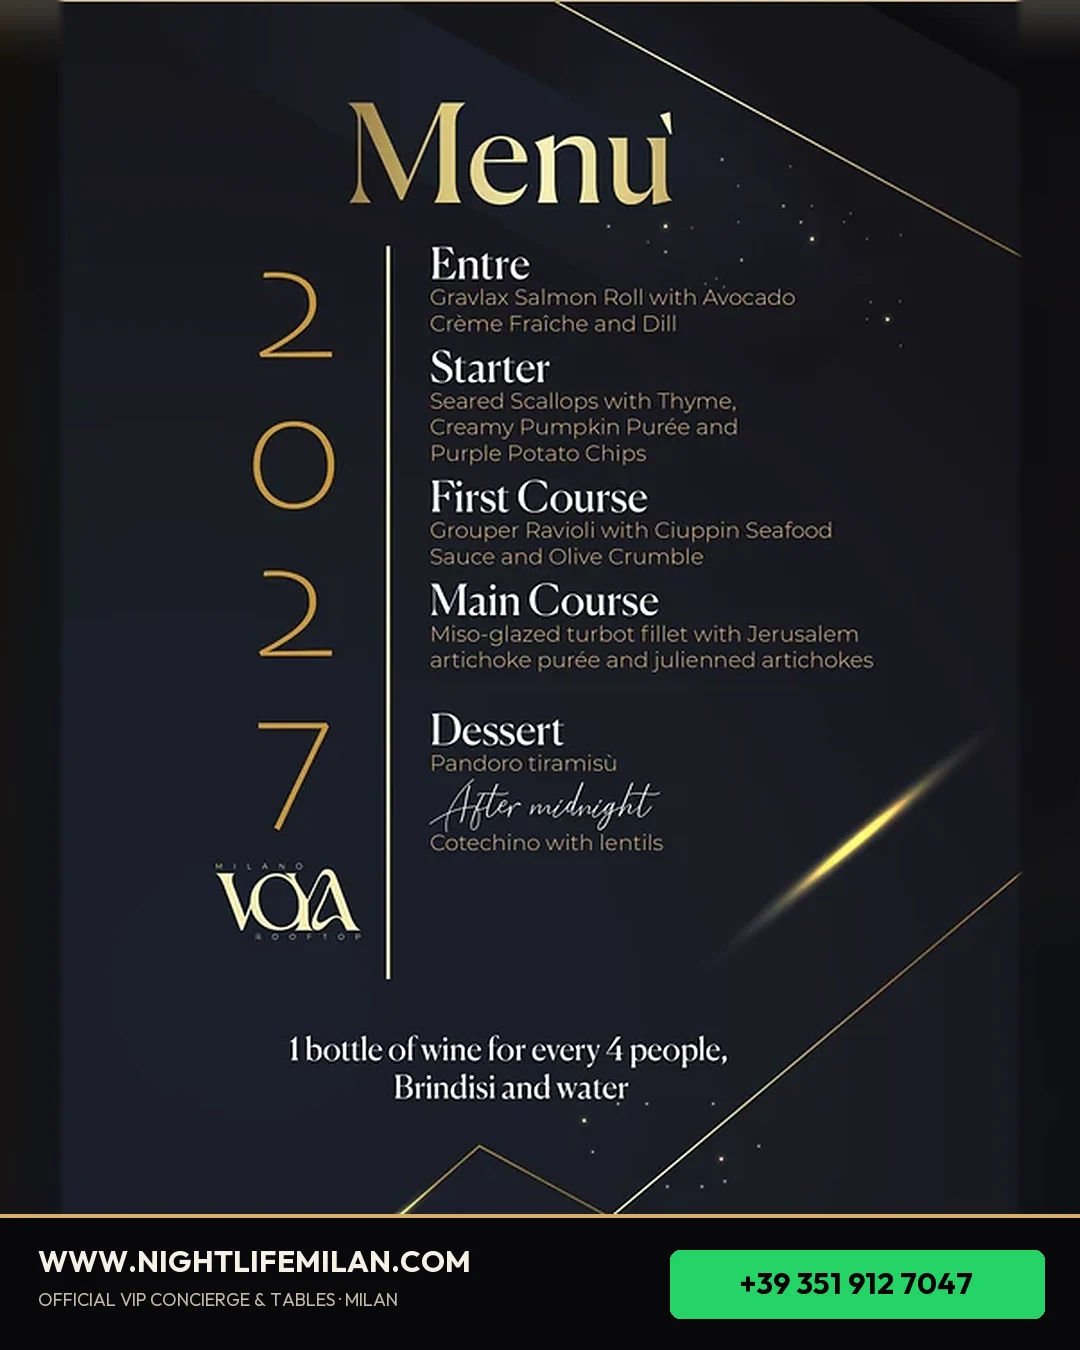 Menù
2
0
2
7
MILANO
VOYA
ROOFTOP
Entre
Gravlax Salmon Roll with Avocado
Crème Fraîche and Dill
Starter
Seared Scallops with Thyme,
Creamy Pumpkin Purée and
Purple Potato Chips
First Course
Grouper Ravioli with Ciuppin Seafood
Sauce and Olive Crumble
Main Course
Miso-glazed turbot fillet with Jerusalem
artichoke purée and julienned artichokes
Dessert
Pandoro tiramisù
After midnight
Cotechino with lentils
1 bottle of wine for every 4 people,
Brindisi and water
WWW.NIGHTLIFEMILAN.COM
OFFICIAL VIP CONCIERGE & TABLES · MILAN
+39 351 912 7047